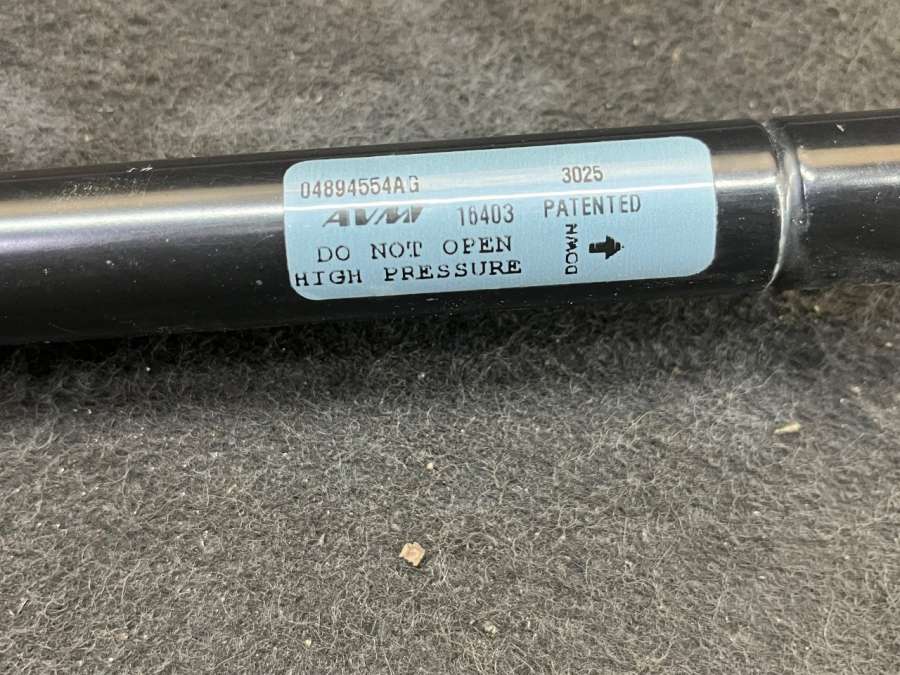 04894554AG 3025
AVM 16403 PATENTED
DO NOT OPEN
HIGH PRESSURE
DOWN